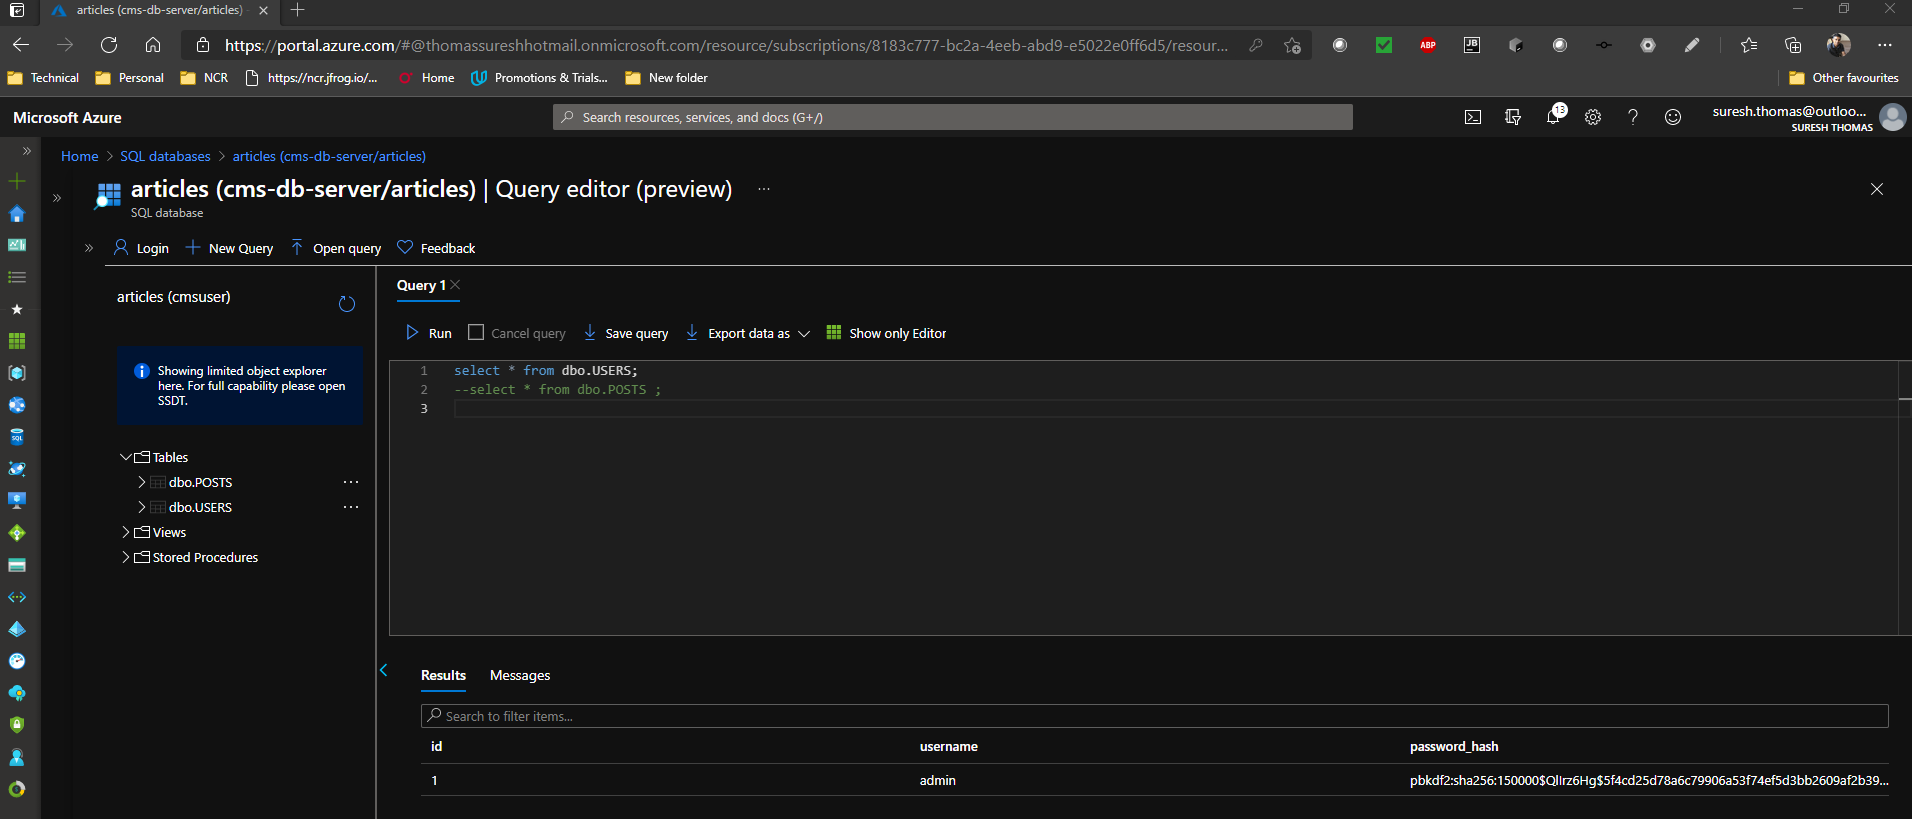 articles (cms-db-server/articles)
https://portal.azure.com/#@thomassureshhotmail.onmicrosoft.com/resource/subscriptions/8183c777-bc2a-4eeb-abd9-e5022e0ff6d5/resour...
ABP
JB
Technical
Personal
NCR
https://ncr.jfrog.io/...
Home
Promotions & Trials...
New folder
Other favourites
Microsoft Azure
Search resources, services, and docs (G+/)
13
suresh.thomas@outloo...
SURESH THOMAS
Home > SQL databases > articles (cms-db-server/articles)
articles (cms-db-server/articles) | Query editor (preview) ...
SQL database
Login
New Query
Open query
Feedback
articles (cmsuser)
Showing limited object explorer
here. For full capability please open
SSDT.
Tables
dbo.POSTS ...
dbo.USERS ...
Views
Stored Procedures
Query 1
Run
Cancel query
Save query
Export data as
Show only Editor
1 select * from dbo.USERS;
2 --select * from dbo.POSTS ;
3
SQL
Results
Messages
Search to filter items...
id username password_hash
1 admin pbkdf2:sha256:150000$QlIrz6Hg$5f4cd25d78a6c79906a53f74ef5d3bb2609af2b39...